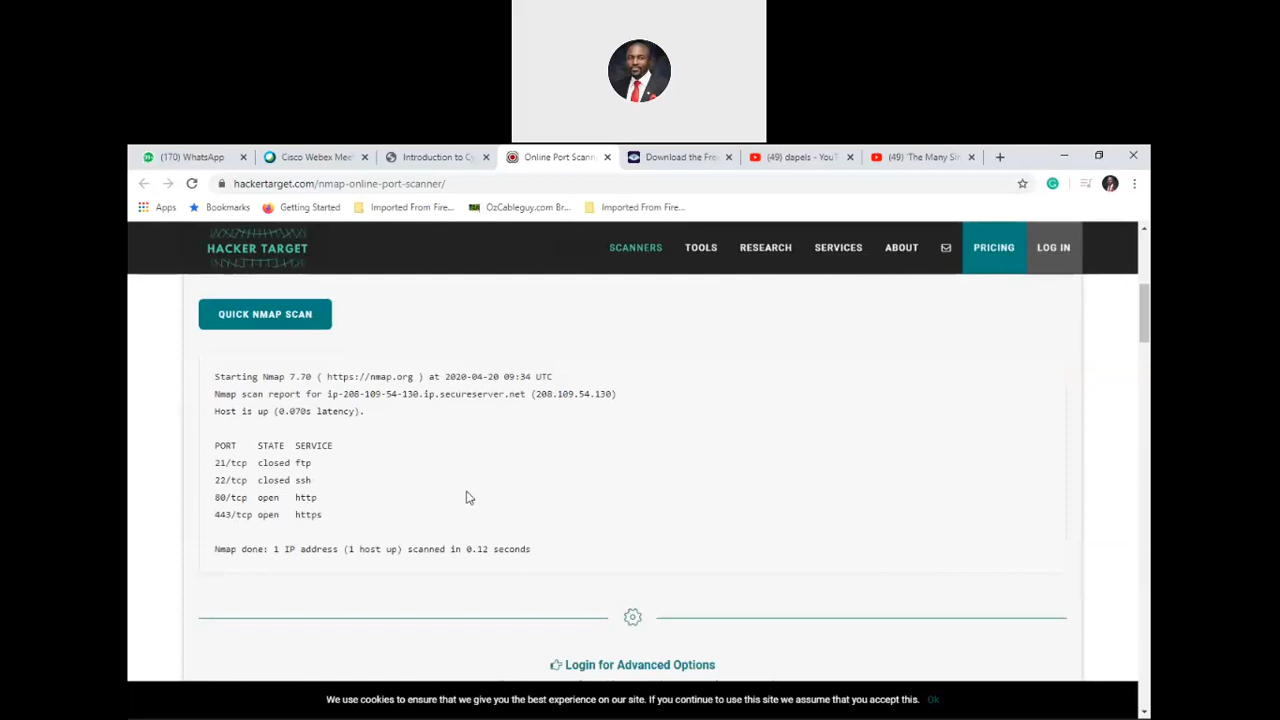 (170) WhatsApp
Cisco Webex Mee
Introduction to Cy
Online Port Scann
Download the Fre
(49) dapels - YouT
(49) 'The Many Sir
hackertarget.com/nmap-online-port-scanner/
Apps
Bookmarks
Getting Started
Imported From Fire...
OzCableguy.com Br...
Imported From Fire...
HACKER TARGET
SCANNERS
TOOLS
RESEARCH
SERVICES
ABOUT
PRICING
LOG IN
QUICK NMAP SCAN
Starting Nmap 7.70 ( https://nmap.org ) at 2020-04-20 09:34 UTC
Nmap scan report for ip-208-109-54-130.ip.secureserver.net (208.109.54.130)
Host is up (0.070s latency).
PORT STATE SERVICE
21/tcp closed ftp
22/tcp closed ssh
80/tcp open http
443/tcp open https
Nmap done: 1 IP address (1 host up) scanned in 0.12 seconds
Login for Advanced Options
We use cookies to ensure that we give you the best experience on our site. If you continue to use this site we assume that you accept this. Ok